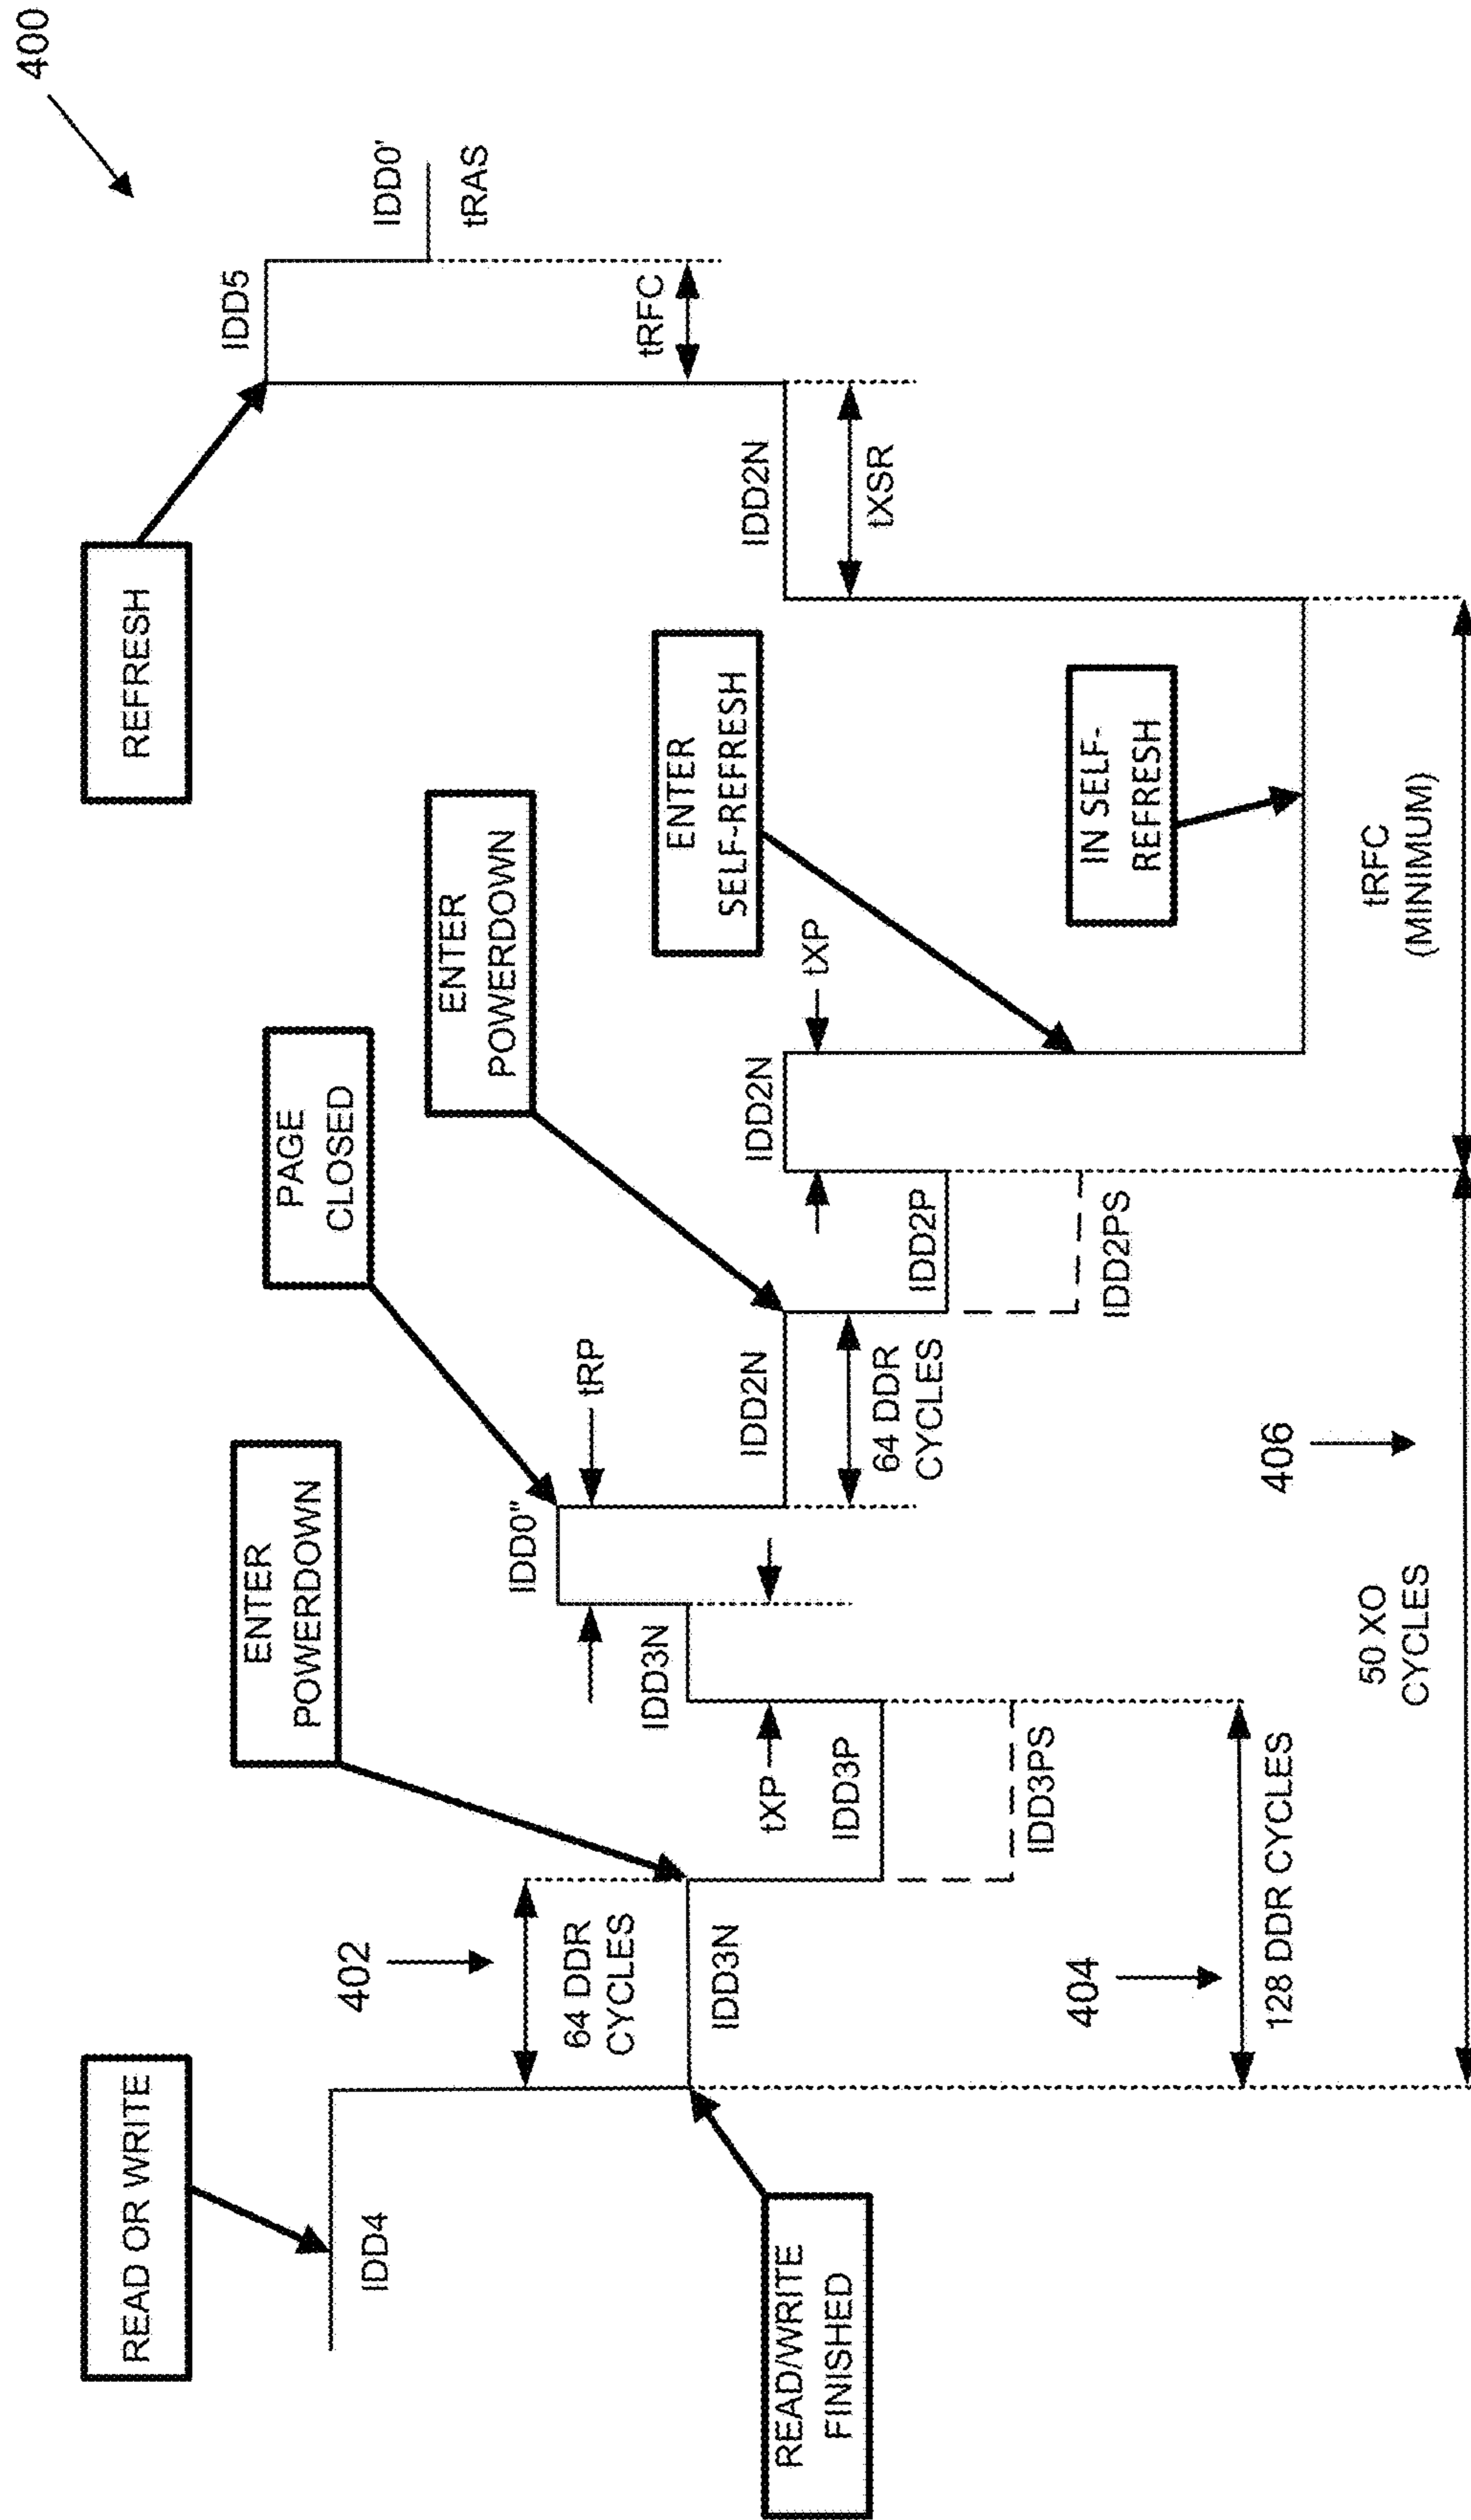 400
READ OR WRITE
IDD4
READ/WRITE
FINISHED
402
64 DDR
CYCLES
IDD3N
404
128 DDR CYCLES
ENTER
POWERDOWN
tXP
IDD3P
IDD3PS
IDD3N
IDD0"
tRP
PAGE
CLOSED
IDD2N
64 DDR
CYCLES
406
50 XO
CYCLES
ENTER
POWERDOWN
IDD2P
IDD2PS
IDD2N
tXP
ENTER
SELF-REFRESH
IN SELF-
REFRESH
tRFC
(MINIMUM)
IDD2N
tXSR
REFRESH
IDD5
tRFC
IDD0'
tRAS